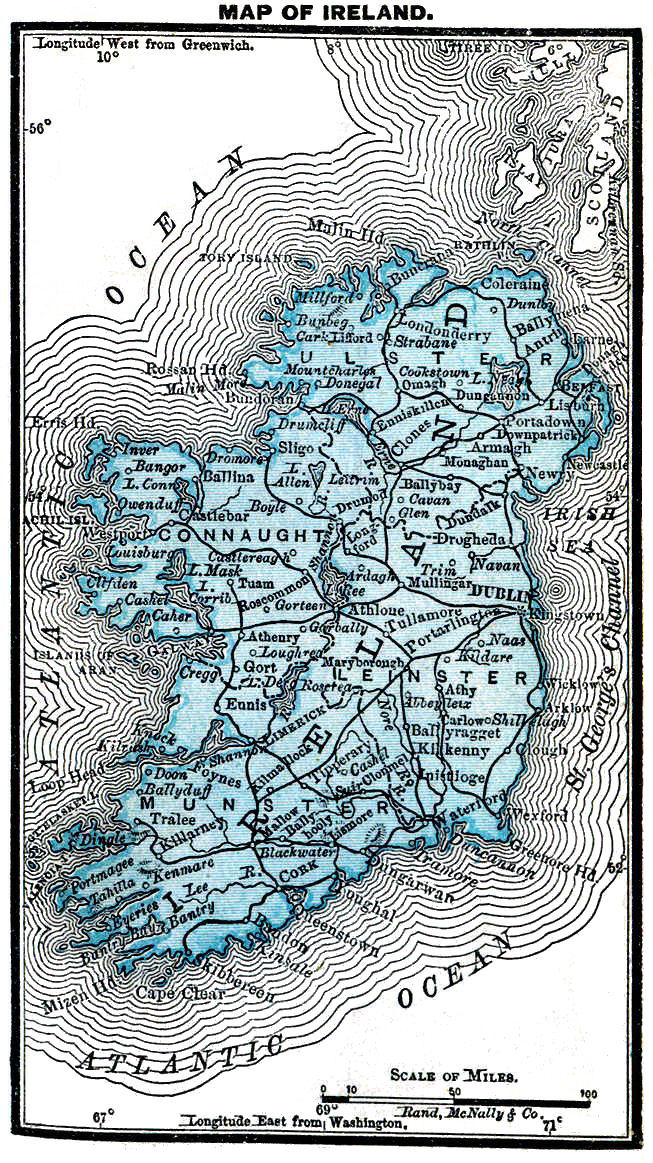 MAP OF IRELAND.
Longitude West from Greenwich.
10°
8°
6°
TIREE ID.
MULL
56°
JURA
ISLAY
SCOTLAND
OCEAN
North Channel
Malin Hd.
RATHLIN
TORY ISLAND
Buncrana
Coleraine
Millford
Dunloy
Bunbeg
Londonderry
Ballymena
Cark
Lifford
Strabane
Antrim
Larne
ULSTER
Rossan Hd.
Mountcharles
Cookstown
Malin More
Donegal
Omagh
L. Neagh
BELFAST
Bundoran
Dungannon
Lisburn
L. Erne
Enniskillen
Erris Hd.
Drumcliff
Clones
Portadown
Downpatrick
Sligo
Armagh
Inver
Dromore
Monaghan
Newcastle
Bangor
Ballina
L. Allen
Leitrim
Newry
L. Conn
Ballybay
54°
54°
Owenduff
Boyle
Drumod
Cavan
ACHIL ISL.
Castlebar
Glen
Dundalk
IRISH SEA
Westport
CONNAUGHT
Longford
Drogheda
Louisburg
Castlereagh
Shannon R.
L. Mask
Ardagh
Trim
Navan
Clifden
Tuam
Roscommon
L. Ree
Mullingar
DUBLIN
Cashel
L. Corrib
Gorteen
Athlone
Kingstown
Caher
Tullamore
GALWAY
Athenry
Garbally
Portarlington
Naas
ISLANDS OF ARAN
Loughrea
Kildare
Gort
Maryborough
LEINSTER
Cregg
L. De
Roscrea
Athy
Wicklow
Ennis
Abbeyleix
Arklow
Nore
Carlow
Shillelagh
Knock
LIMERICK
Ballyragget
Kilrush
Shannon
Kilkenny
Gough
Loop Head
Doon
Foynes
Kilmallock
Tipperary
Cashel
Ballyduff
Suir
Clonmel
Inistioge
St. George's Channel
MUNSTER
BLASKET I.
Tralee
Mallow
Ballyhooly
Lismore
Waterford
Wexford
Dingle
Killarney
Blackwater R.
Duncannon
Greenore Hd.
Portmagee
Kenmare
CORK
Tramore
52°
Tahilla
Lee
Dungarvan
Eyeries
Youghal
Bantry
Queenstown
Bantry Bay
Bandon
Kinsale
Skibbereen
Mizen Hd.
Cape Clear
IRELAND
ATLANTIC
ATLANTIC OCEAN
SCALE OF MILES.
0 10 50 100
Rand, McNally & Co.
67°
69°
71°
Longitude East from Washington.